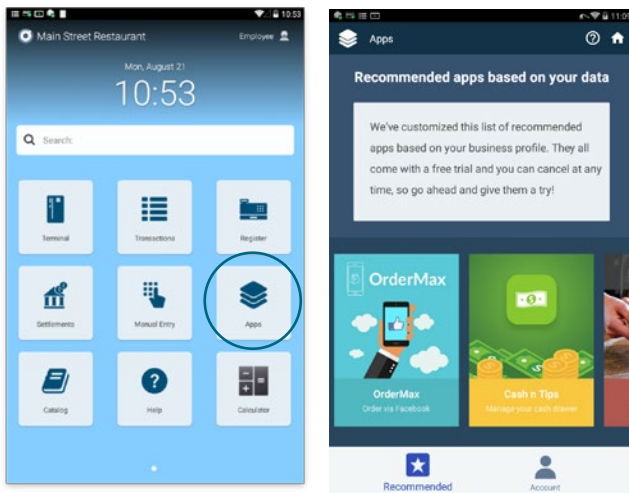 10:53
Main Street Restaurant
Employee
Mon, August 21
10:53
Search:
Terminal
Transactions
Register
Settlements
Manual Entry
Apps
Catalog
Help
Calculator
11:09
Apps
Recommended apps based on your data
We've customized this list of recommended
apps based on your business profile. They all
come with a free trial and you can cancel at any
time, so go ahead and give them a try!
OrderMax
OrderMax
Order via Facebook
Cash n Tips
Manage your cash drawer
Recommended
Account